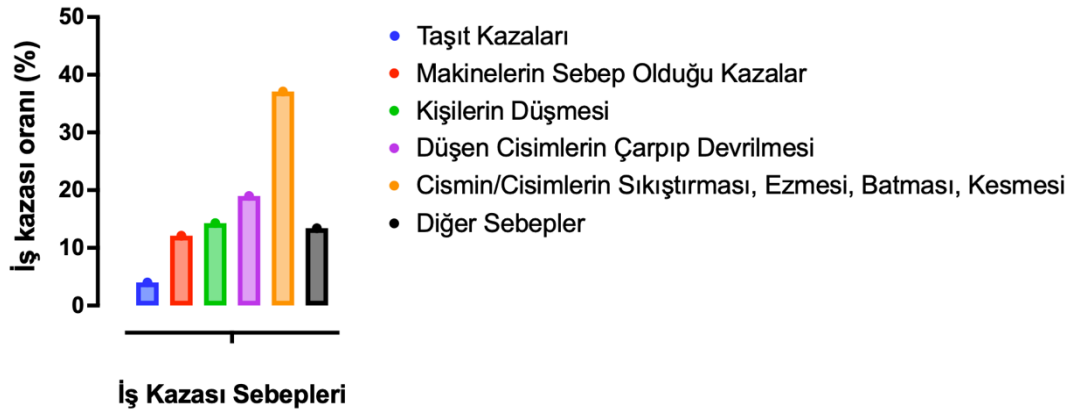 İş kazası oranı (%)
50
40
30
20
10
0
İş Kazası Sebepleri
Taşıt Kazaları
Makinelerin Sebep Olduğu Kazalar
Kişilerin Düşmesi
Düşen Cisimlerin Çarpıp Devrilmesi
Cismin/Cisimlerin Sıkıştırması, Ezmesi, Batması, Kesmesi
Diğer Sebepler